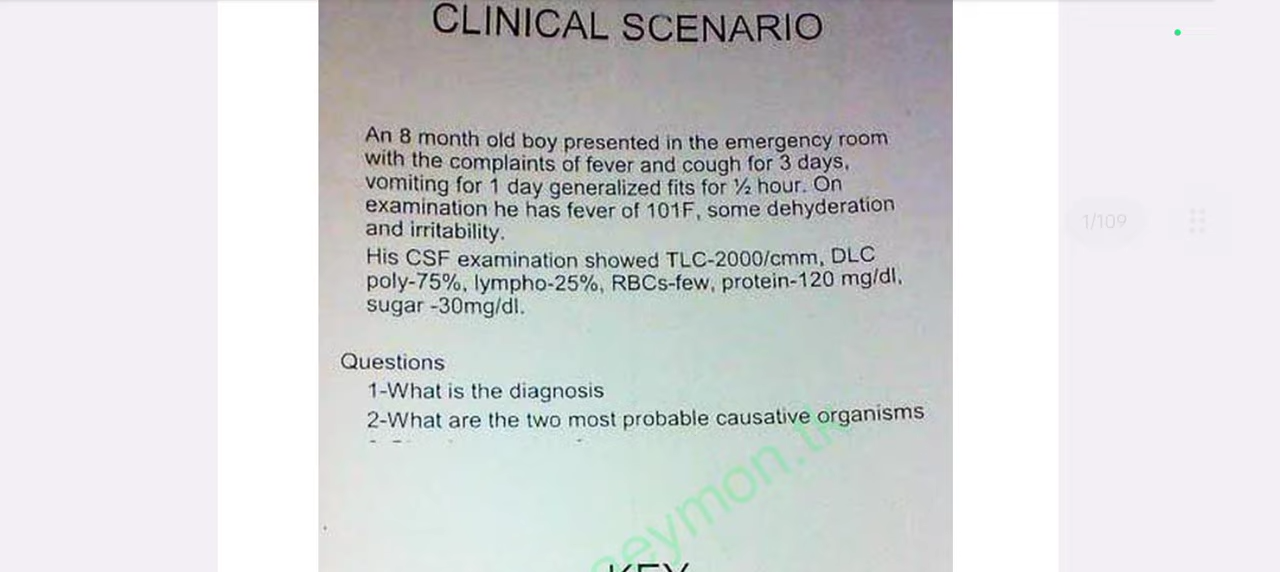 CLINICAL SCENARIO
An 8 month old boy presented in the emergency room
with the complaints of fever and cough for 3 days,
vomiting for 1 day generalized fits for ½ hour. On
examination he has fever of 101F, some dehyderation
and irritability.
His CSF examination showed TLC-2000/cmm, DLC
poly-75%, lympho-25%, RBCs-few, protein-120 mg/dl,
sugar -30mg/dl.
1/109
Questions
1-What is the diagnosis
2-What are the two most probable causative organisms
KEY